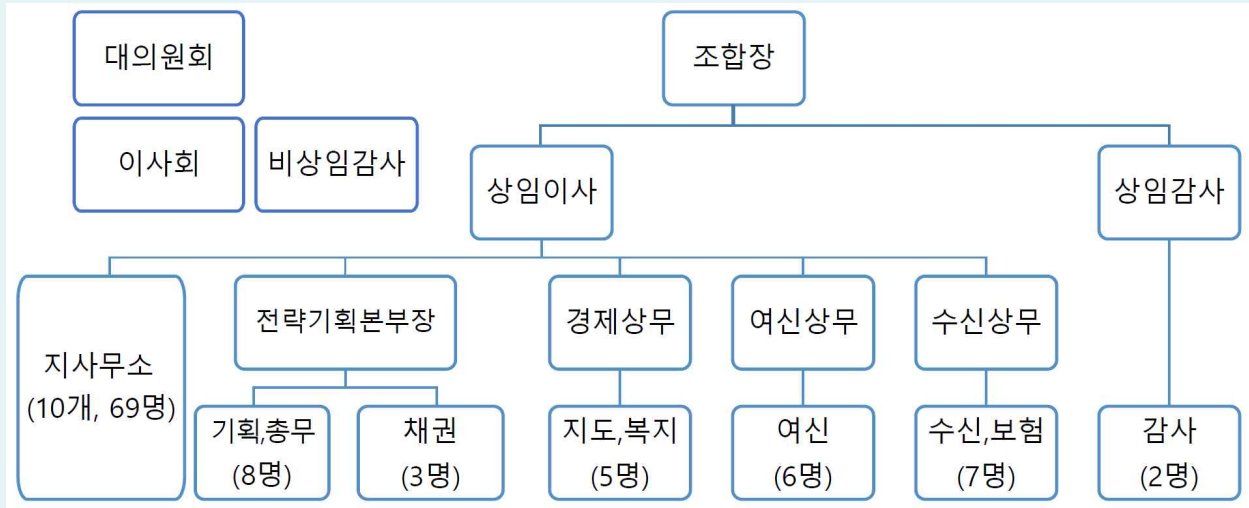 대의원회
조합장
이사회
비상임감사
상임이사
상임감사
지사무소
(10개, 69명)
전략기획본부장
경제상무
여신상무
수신상무
기획,총무
(8명)
채권
(3명)
지도,복지
(5명)
여신
(6명)
수신,보험
(7명)
감사
(2명)